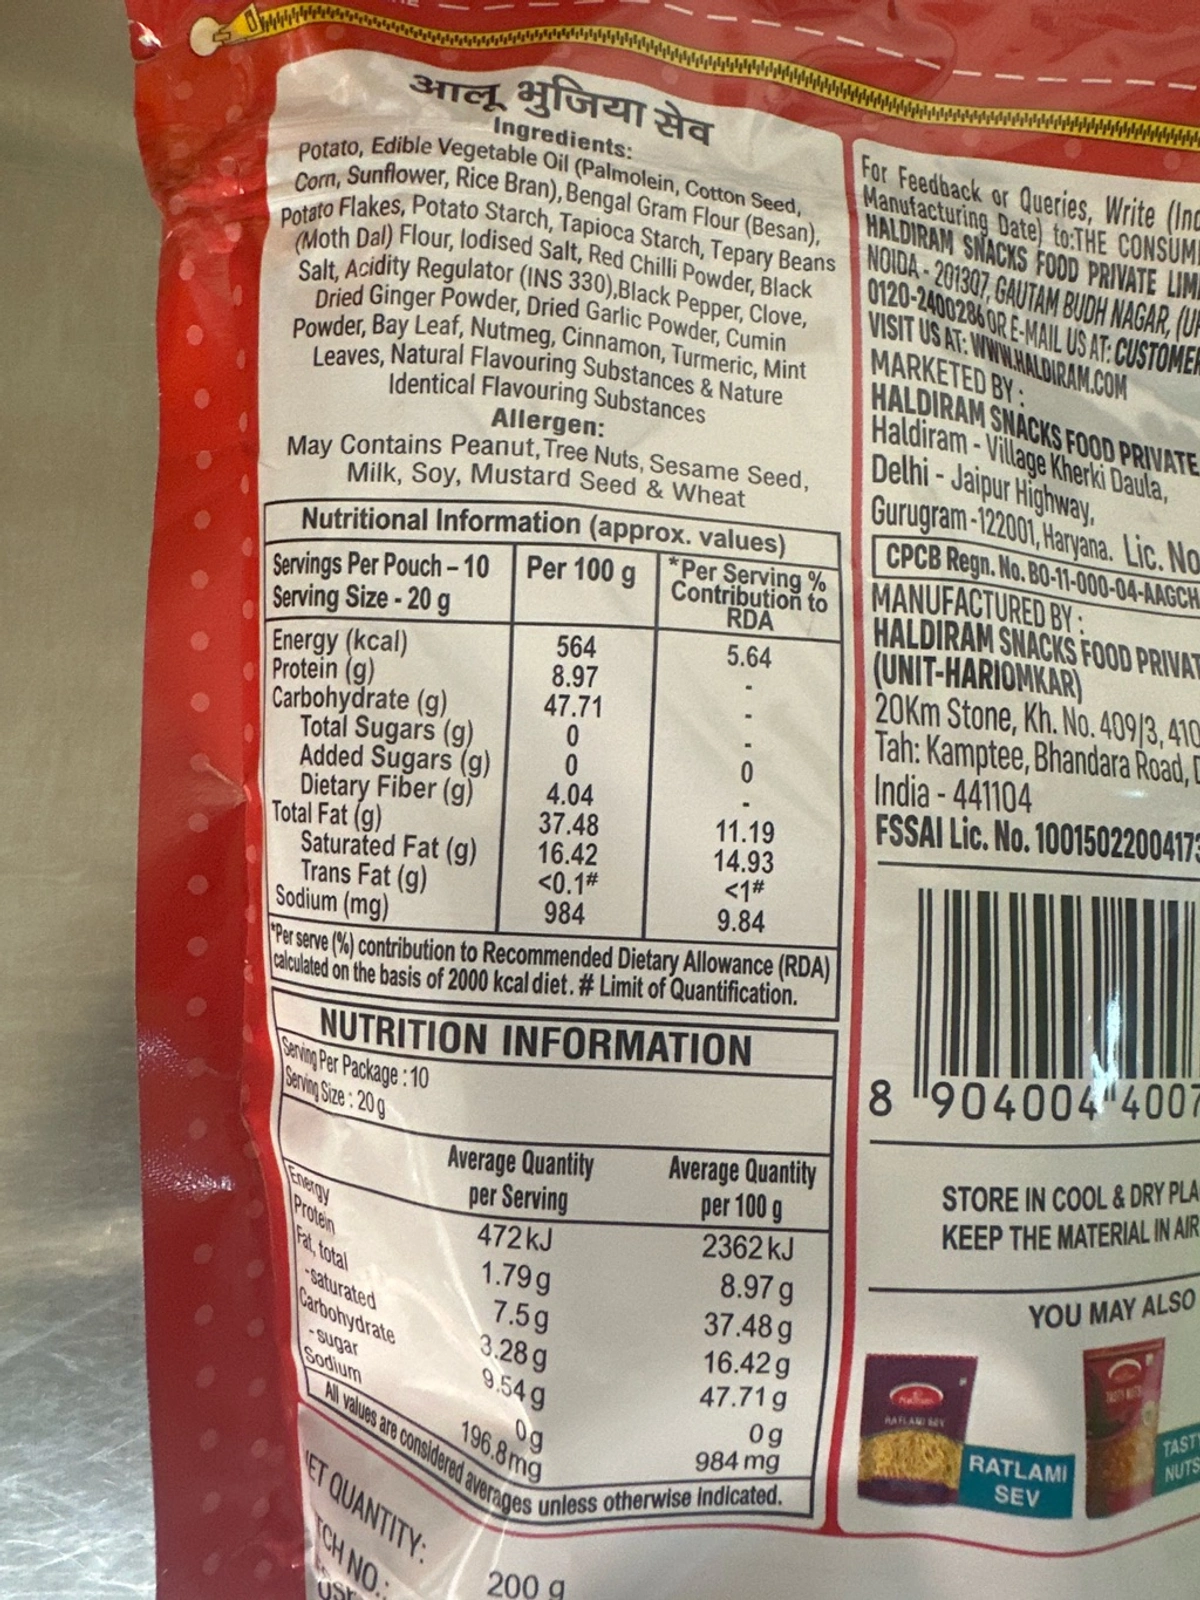 आलू भुजिया सेव
Ingredients:
Potato, Edible Vegetable Oil (Palmolein, Cotton Seed,
Corn, Sunflower, Rice Bran), Bengal Gram Flour (Besan),
Potato Flakes, Potato Starch, Tapioca Starch, Tepary Beans
(Moth Dal) Flour, Iodised Salt, Red Chilli Powder, Black
Salt, Acidity Regulator (INS 330),Black Pepper, Clove,
Dried Ginger Powder, Dried Garlic Powder, Cumin
Powder, Bay Leaf, Nutmeg, Cinnamon, Turmeric, Mint
Leaves, Natural Flavouring Substances & Nature
Identical Flavouring Substances
Allergen:
May Contains Peanut, Tree Nuts, Sesame Seed,
Milk, Soy, Mustard Seed & Wheat
Nutritional Information (approx. values)
Servings Per Pouch – 10
Serving Size - 20 g
Per 100 g
*Per Serving %
Contribution to
RDA
Energy (kcal) 564 5.64
Protein (g) 8.97 -
Carbohydrate (g) 47.71 -
Total Sugars (g) 0 -
Added Sugars (g) 0 0
Dietary Fiber (g) 4.04 -
Total Fat (g) 37.48 11.19
Saturated Fat (g) 16.42 14.93
Trans Fat (g) <0.1# <1#
Sodium (mg) 984 9.84
*Per serve (%) contribution to Recommended Dietary Allowance (RDA)
calculated on the basis of 2000 kcal diet. # Limit of Quantification.
NUTRITION INFORMATION
Serving Per Package : 10
Serving Size : 20 g
Average Quantity
per Serving
Average Quantity
per 100 g
Energy 472 kJ 2362 kJ
Protein 1.79 g 8.97 g
Fat, total 7.5 g 37.48 g
-saturated 3.28 g 16.42 g
Carbohydrate 9.54 g 47.71 g
- sugar 0 g 0 g
Sodium 196.8 mg 984 mg
All values are considered averages unless otherwise indicated.
ET QUANTITY:
200 g
TCH NO.:
For Feedback or Queries, Write (Inc
Manufacturing Date) to:THE CONSUM
HALDIRAM SNACKS FOOD PRIVATE LIM
NOIDA - 201307, GAUTAM BUDH NAGAR, (U
0120-2400286 OR E-MAIL US AT: CUSTOMER
VISIT US AT: WWW.HALDIRAM.COM
MARKETED BY :
HALDIRAM SNACKS FOOD PRIVATE
Haldiram - Village Kherki Daula,
Delhi - Jaipur Highway,
Gurugram -122001, Haryana. Lic. No
CPCB Regn. No. BO-11-000-04-AAGCH
MANUFACTURED BY :
HALDIRAM SNACKS FOOD PRIVAT
(UNIT-HARIOMKAR)
20Km Stone, Kh. No. 409/3, 410
Tah: Kamptee, Bhandara Road,
India - 441104
FSSAI Lic. No. 1001502200417
8 904004 4007
STORE IN COOL & DRY PLA
KEEP THE MATERIAL IN AIR
YOU MAY ALSO
RATLAMI SEV
RATLAMI
SEV
TASTY NUTS
TAST
NUTS